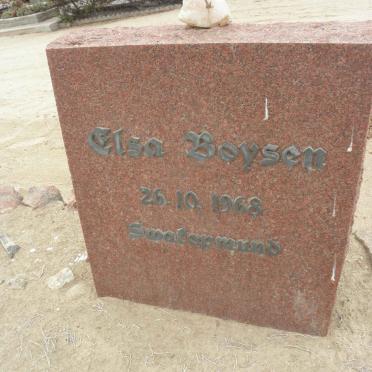 Elsa Boysen
26.10.1968
Swakopmund